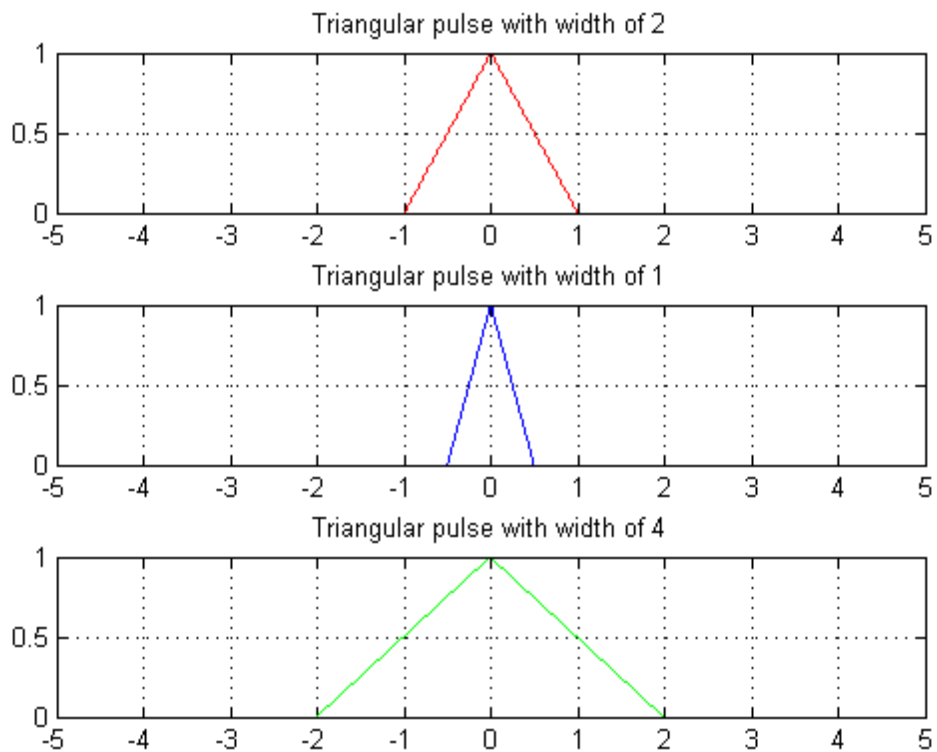 Triangular pulse with width of 2
1
0.5
0
-5 -4 -3 -2 -1 0 1 2 3 4 5
Triangular pulse with width of 1
1
0.5
0
-5 -4 -3 -2 -1 0 1 2 3 4 5
Triangular pulse with width of 4
1
0.5
0
-5 -4 -3 -2 -1 0 1 2 3 4 5